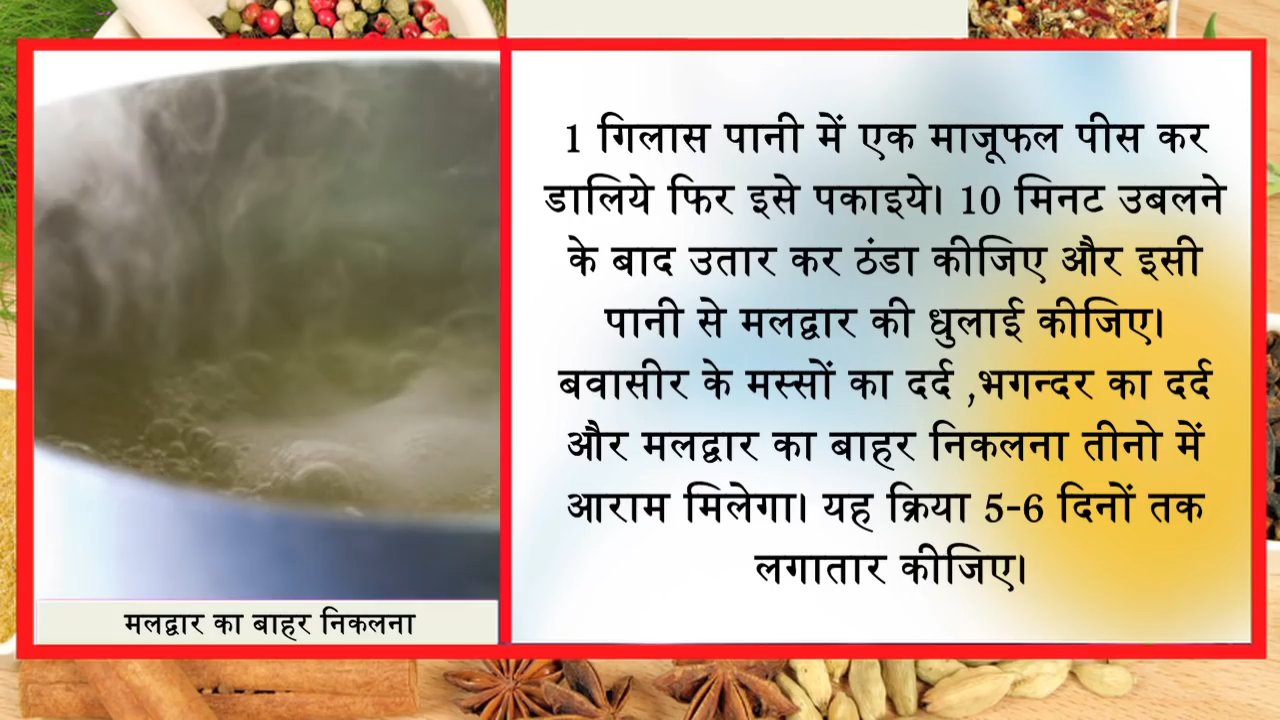 1 गिलास पानी में एक माजूफल पीस कर
डालिये फिर इसे पकाइये। 10 मिनट उबलने
के बाद उतार कर ठंडा कीजिए और इसी
पानी से मलद्वार की धुलाई कीजिए।
बवासीर के मस्सों का दर्द ,भगन्दर का दर्द
और मलद्वार का बाहर निकलना तीनो में
आराम मिलेगा। यह क्रिया 5-6 दिनों तक
लगातार कीजिए।
मलद्वार का बाहर निकलना